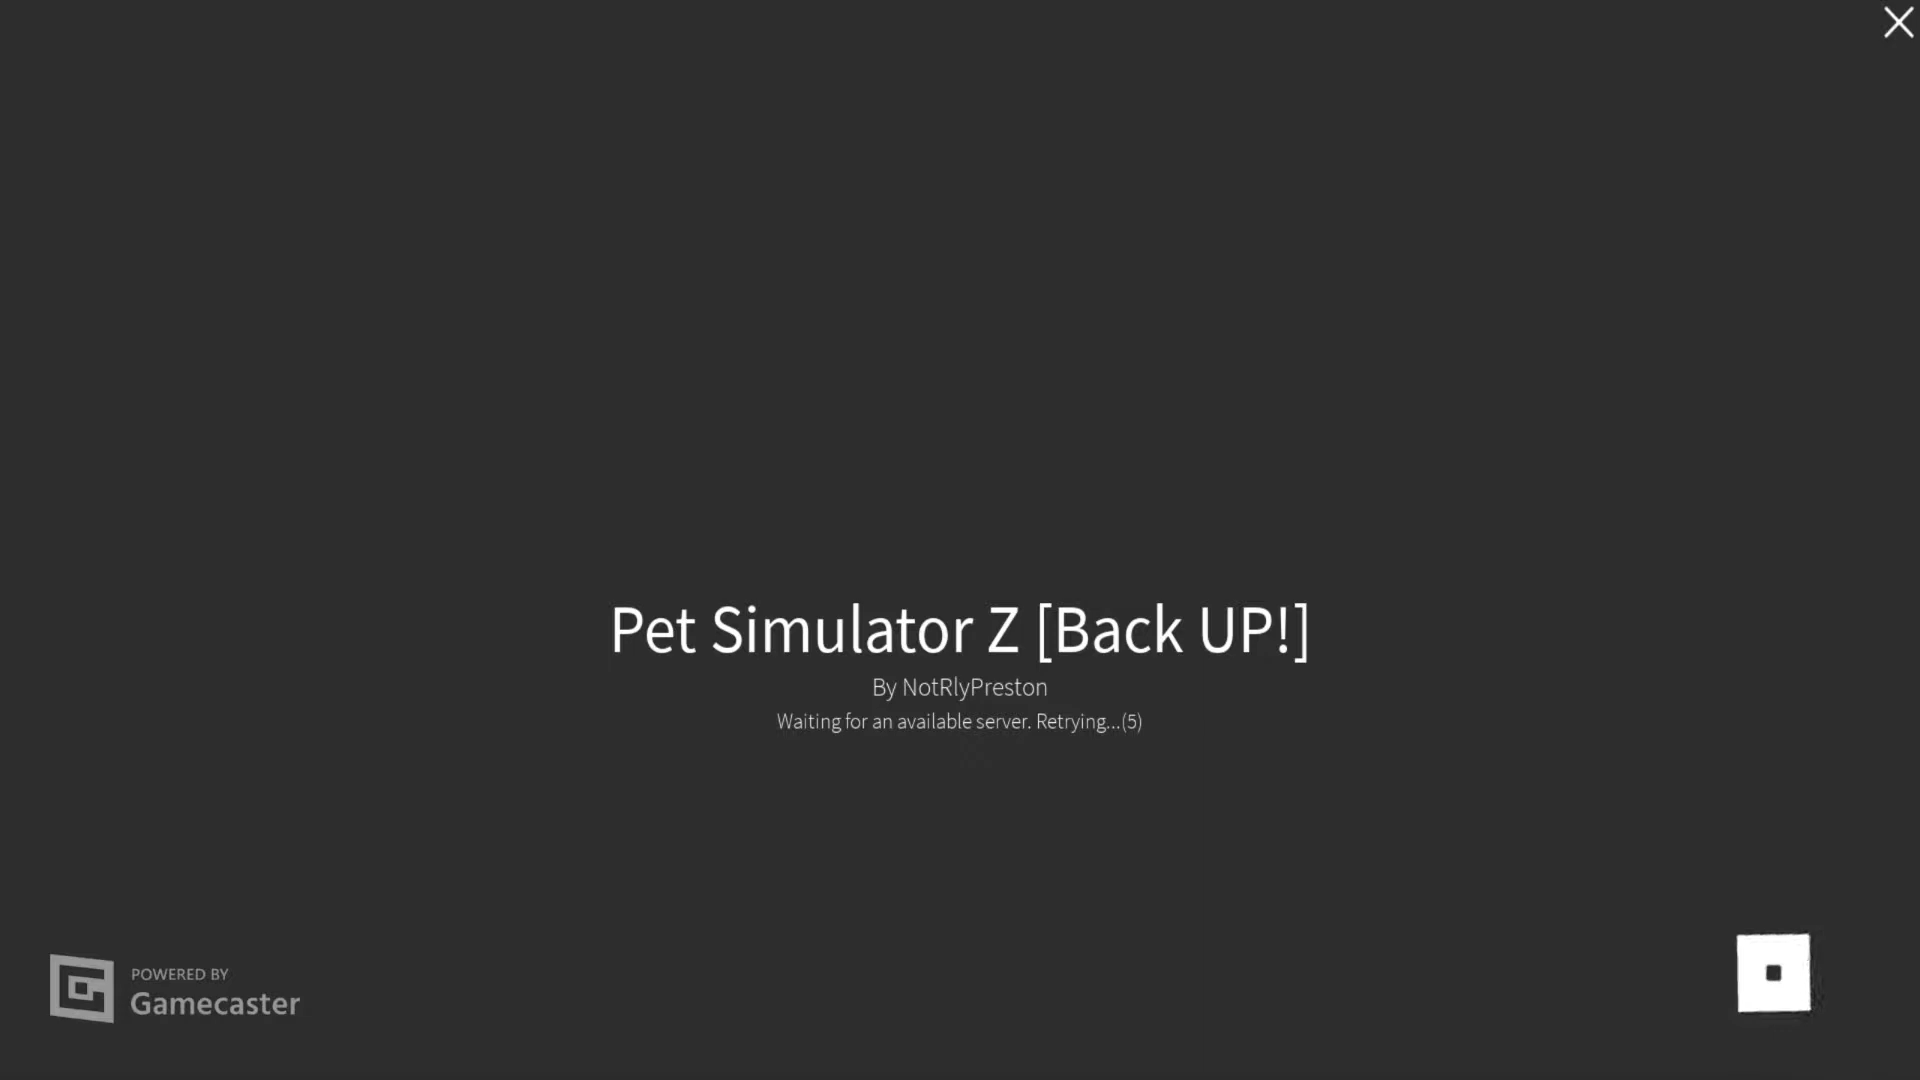 Pet Simulator Z [Back UP!]
By NotRlyPreston
Waiting for an available server. Retrying...(5)
POWERED BY
Gamecaster